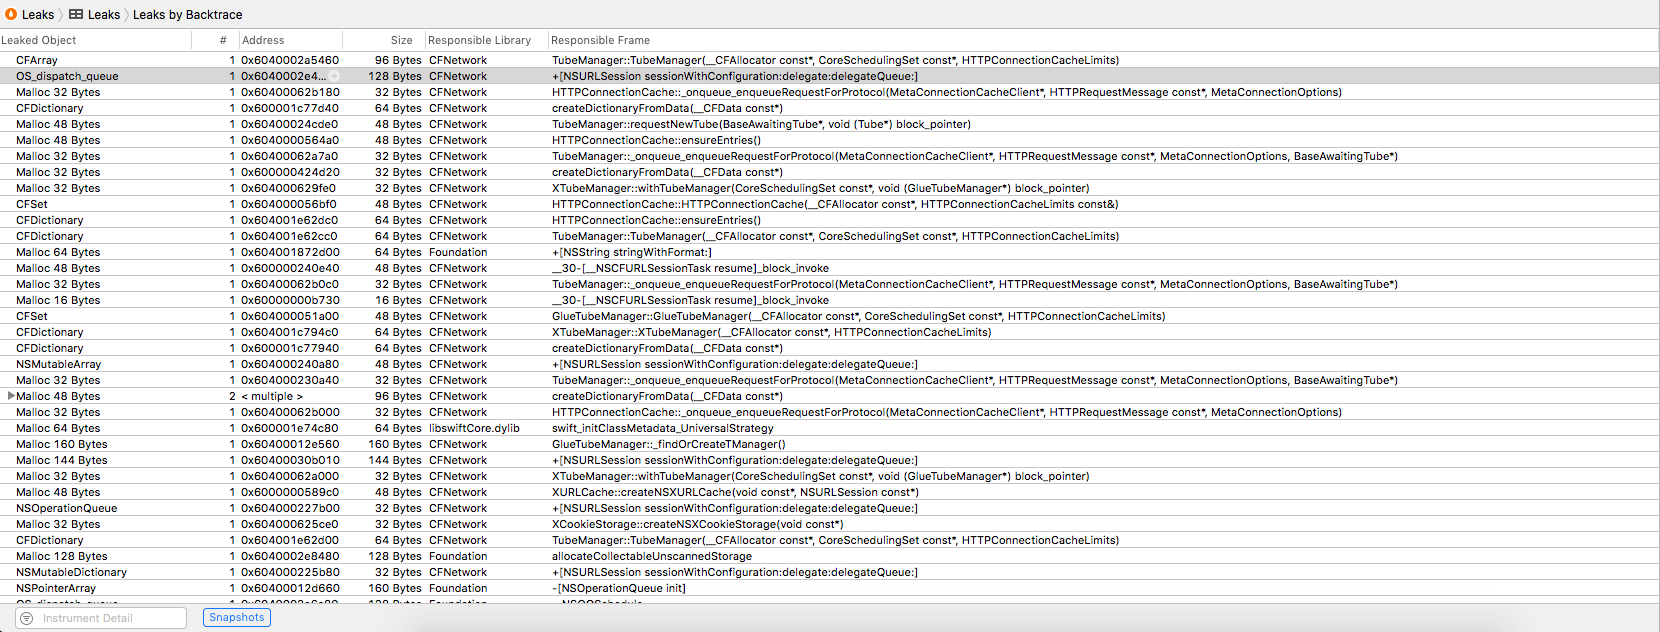 Leaks Leaks Leaks by Backtrace
Leaked Object # Address Size Responsible Library Responsible Frame
CFArray 1 0x6040002a5460 96 Bytes CFNetwork TubeManager::TubeManager(__CFAllocator const*, CoreSchedulingSet const*, HTTPConnectionCacheLimits)
OS_dispatch_queue 1 0x6040002e4... 128 Bytes CFNetwork +[NSURLSession sessionWithConfiguration:delegate:delegateQueue:]
Malloc 32 Bytes 1 0x60400062b180 32 Bytes CFNetwork HTTPConnectionCache::_onqueue_enqueueRequestForProtocol(MetaConnectionCacheClient*, HTTPRequestMessage const*, MetaConnectionOptions)
CFDictionary 1 0x600001c77d40 64 Bytes CFNetwork createDictionaryFromData(__CFData const*)
Malloc 48 Bytes 1 0x60400024cde0 48 Bytes CFNetwork TubeManager::requestNewTube(BaseAwaitingTube*, void (Tube*) block_pointer)
Malloc 48 Bytes 1 0x6040000564a0 48 Bytes CFNetwork HTTPConnectionCache::ensureEntries()
Malloc 32 Bytes 1 0x60400062a7a0 32 Bytes CFNetwork TubeManager::_onqueue_enqueueRequestForProtocol(MetaConnectionCacheClient*, HTTPRequestMessage const*, MetaConnectionOptions, BaseAwaitingTube*)
Malloc 32 Bytes 1 0x600000424d20 32 Bytes CFNetwork createDictionaryFromData(__CFData const*)
Malloc 32 Bytes 1 0x604000629fe0 32 Bytes CFNetwork XTubeManager::withTubeManager(CoreSchedulingSet const*, void (GlueTubeManager*) block_pointer)
CFSet 1 0x604000056bf0 48 Bytes CFNetwork HTTPConnectionCache::HTTPConnectionCache(__CFAllocator const*, HTTPConnectionCacheLimits const&)
CFDictionary 1 0x604001e62dc0 64 Bytes CFNetwork HTTPConnectionCache::ensureEntries()
CFDictionary 1 0x604001e62cc0 64 Bytes CFNetwork TubeManager::TubeManager(__CFAllocator const*, CoreSchedulingSet const*, HTTPConnectionCacheLimits)
Malloc 64 Bytes 1 0x604001872d00 64 Bytes Foundation +[NSString stringWithFormat:]
Malloc 48 Bytes 1 0x600000240e40 48 Bytes CFNetwork __30-[__NSCFURLSessionTask resume]_block_invoke
Malloc 32 Bytes 1 0x60400062b0c0 32 Bytes CFNetwork TubeManager::_onqueue_enqueueRequestForProtocol(MetaConnectionCacheClient*, HTTPRequestMessage const*, MetaConnectionOptions, BaseAwaitingTube*)
Malloc 16 Bytes 1 0x60000000b730 16 Bytes CFNetwork __30-[__NSCFURLSessionTask resume]_block_invoke
CFSet 1 0x604000051a00 48 Bytes CFNetwork GlueTubeManager::GlueTubeManager(__CFAllocator const*, CoreSchedulingSet const*, HTTPConnectionCacheLimits)
CFDictionary 1 0x604001c794c0 64 Bytes CFNetwork XTubeManager::XTubeManager(__CFAllocator const*, HTTPConnectionCacheLimits)
CFDictionary 1 0x600001c77940 64 Bytes CFNetwork createDictionaryFromData(__CFData const*)
NSMutableArray 1 0x604000240a80 48 Bytes CFNetwork +[NSURLSession sessionWithConfiguration:delegate:delegateQueue:]
Malloc 32 Bytes 1 0x604000230a40 32 Bytes CFNetwork TubeManager::_onqueue_enqueueRequestForProtocol(MetaConnectionCacheClient*, HTTPRequestMessage const*, MetaConnectionOptions, BaseAwaitingTube*)
Malloc 48 Bytes 2 < multiple > 96 Bytes CFNetwork createDictionaryFromData(__CFData const*)
Malloc 32 Bytes 1 0x60400062b000 32 Bytes CFNetwork HTTPConnectionCache::_onqueue_enqueueRequestForProtocol(MetaConnectionCacheClient*, HTTPRequestMessage const*, MetaConnectionOptions)
Malloc 64 Bytes 1 0x600001e74c80 64 Bytes libswiftCore.dylib swift_initClassMetadata_UniversalStrategy
Malloc 160 Bytes 1 0x60400012e560 160 Bytes CFNetwork GlueTubeManager::_findOrCreateTManager()
Malloc 144 Bytes 1 0x60400030b010 144 Bytes CFNetwork +[NSURLSession sessionWithConfiguration:delegate:delegateQueue:]
Malloc 32 Bytes 1 0x60400062a000 32 Bytes CFNetwork XTubeManager::withTubeManager(CoreSchedulingSet const*, void (GlueTubeManager*) block_pointer)
Malloc 48 Bytes 1 0x6000000589c0 48 Bytes CFNetwork XURLCache::createNSXURLCache(void const*, NSURLSession const*)
NSOperationQueue 1 0x604000227b00 32 Bytes CFNetwork +[NSURLSession sessionWithConfiguration:delegate:delegateQueue:]
Malloc 32 Bytes 1 0x604000625ce0 32 Bytes CFNetwork XCookieStorage::createNSXCookieStorage(void const*)
CFDictionary 1 0x604001e62d00 64 Bytes CFNetwork TubeManager::TubeManager(__CFAllocator const*, CoreSchedulingSet const*, HTTPConnectionCacheLimits)
Malloc 128 Bytes 1 0x6040002e8480 128 Bytes Foundation allocateCollectableUnscannedStorage
NSMutableDictionary 1 0x604000225b80 32 Bytes CFNetwork +[NSURLSession sessionWithConfiguration:delegate:delegateQueue:]
NSPointerArray 1 0x60400012d660 160 Bytes Foundation -[NSOperationQueue init]
Instrument Detail Snapshots